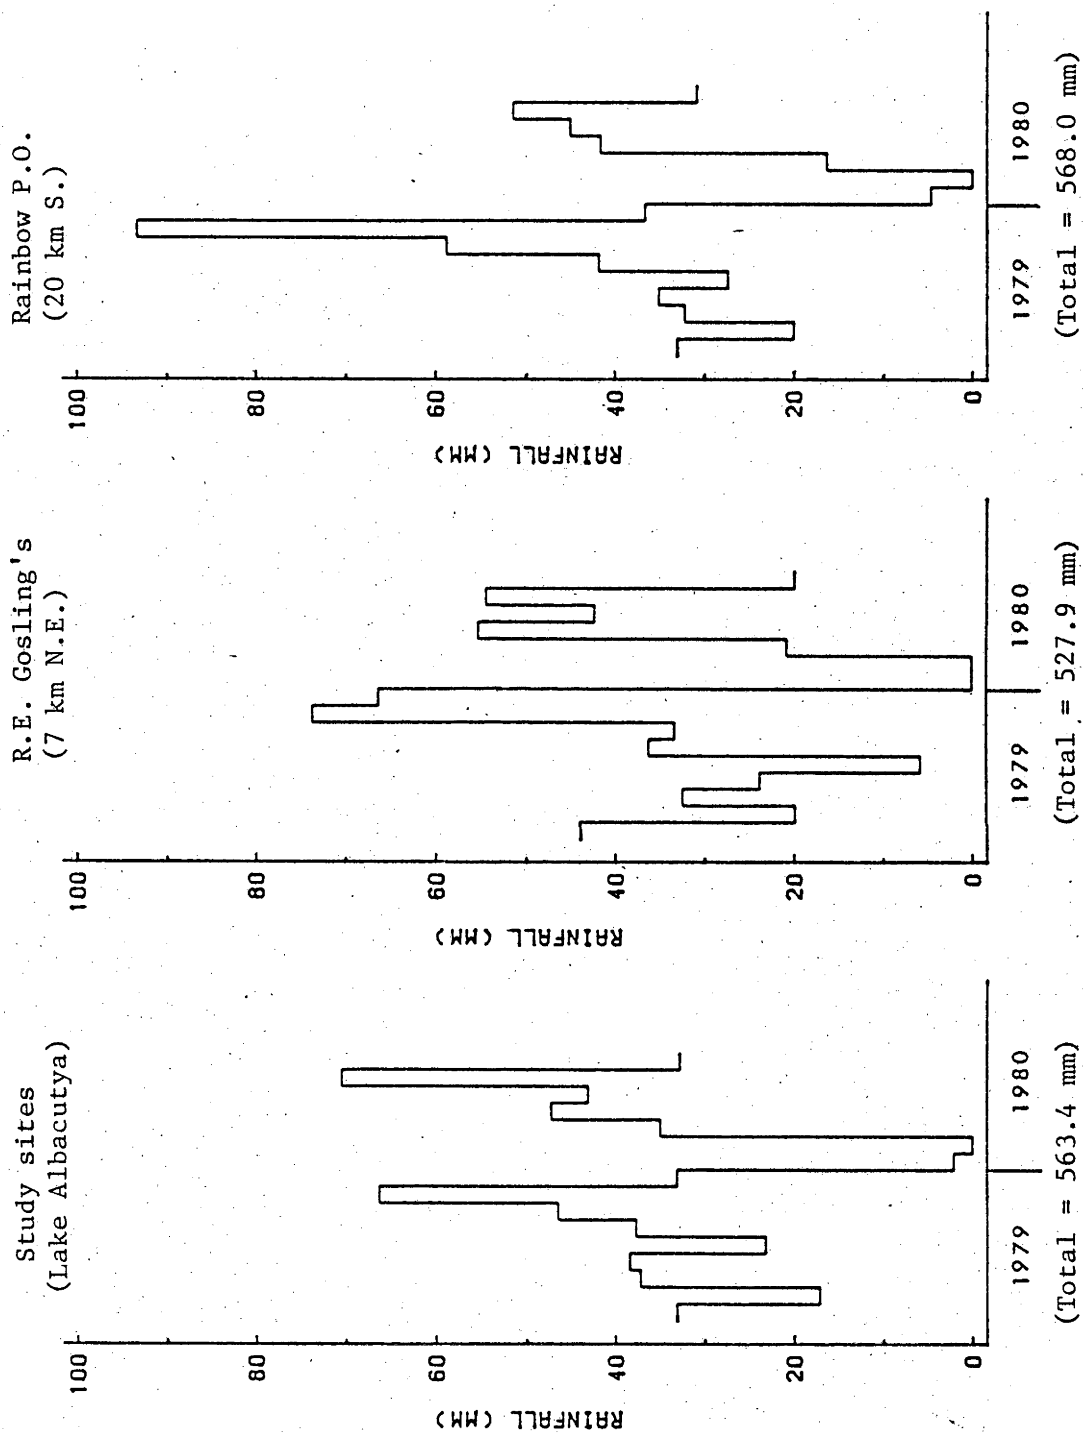 Study sites
(Lake Albacutya)
RAINFALL (MM)
100
80
60
40
20
0
1979
1980
(Total = 563.4 mm)
R.E. Gosling's
(7 km N.E.)
RAINFALL (MM)
100
80
60
40
20
0
1979
1980
(Total = 527.9 mm)
Rainbow P.O.
(20 km S.)
RAINFALL (MM)
100
80
60
40
20
0
1979
1980
(Total = 568.0 mm)